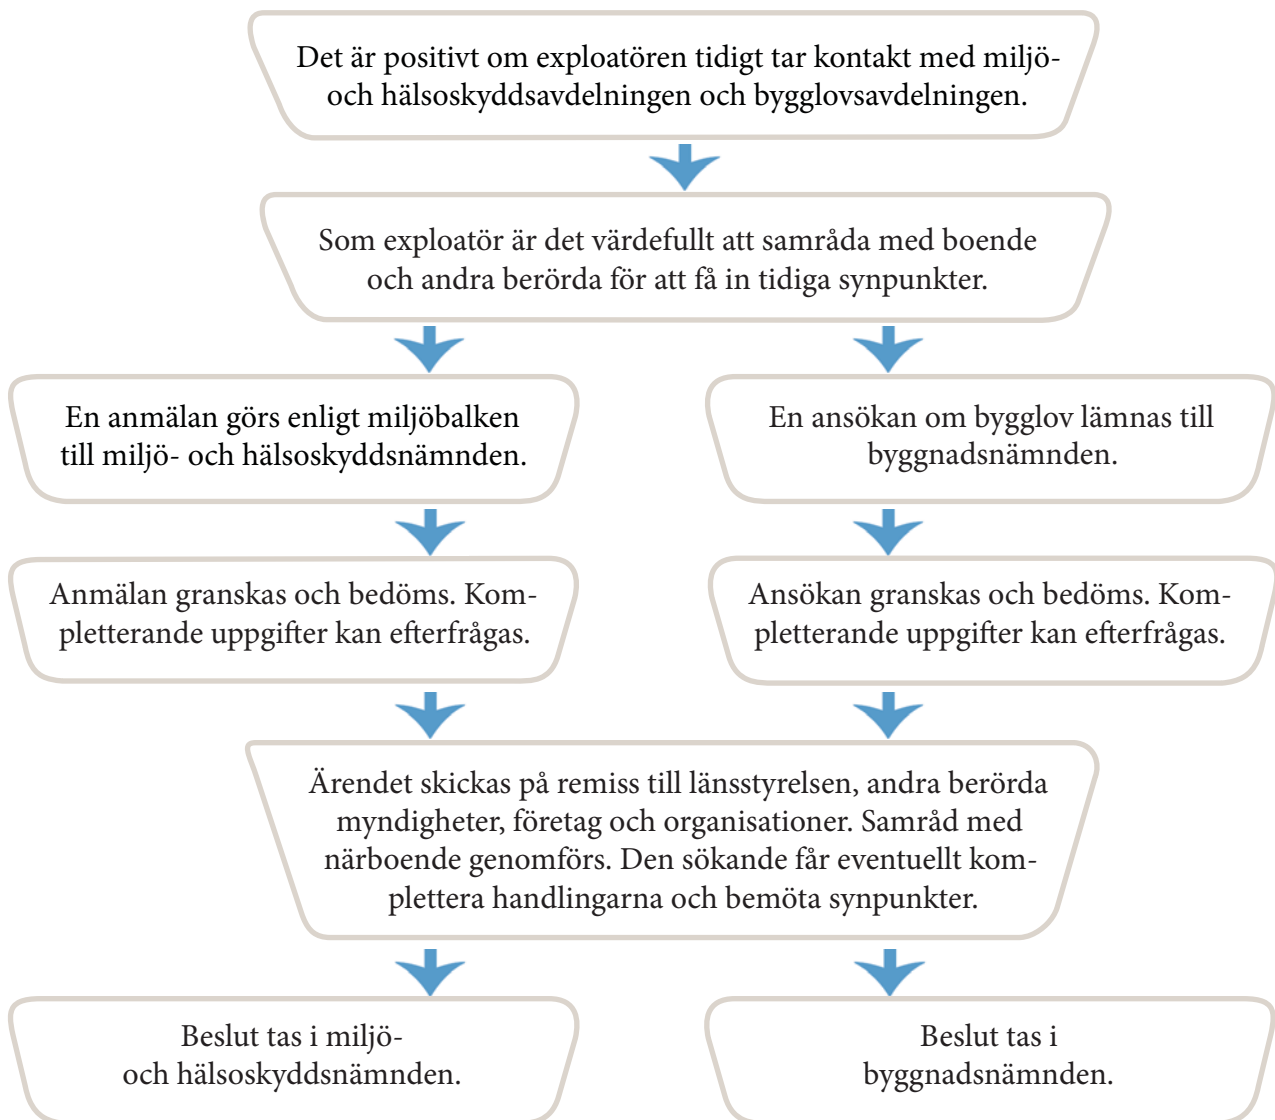 Det är positivt om exploatören tidigt tar kontakt med miljö-
och hälsoskyddsavdelningen och bygglovsavdelningen.
Som exploatör är det värdefullt att samråda med boende
och andra berörda för att få in tidiga synpunkter.
En anmälan görs enligt miljöbalken
till miljö- och hälsoskyddsnämnden.
En ansökan om bygglov lämnas till
byggnadsnämnden.
Anmälan granskas och bedöms. Kom-
pletterande uppgifter kan efterfrågas.
Ansökan granskas och bedöms. Kom-
pletterande uppgifter kan efterfrågas.
Ärendet skickas på remiss till länsstyrelsen, andra berörda
myndigheter, företag och organisationer. Samråd med
närboende genomförs. Den sökande får eventuellt kom-
plettera handlingarna och bemöta synpunkter.
Beslut tas i miljö-
och hälsoskyddsnämnden.
Beslut tas i
byggnadsnämnden.